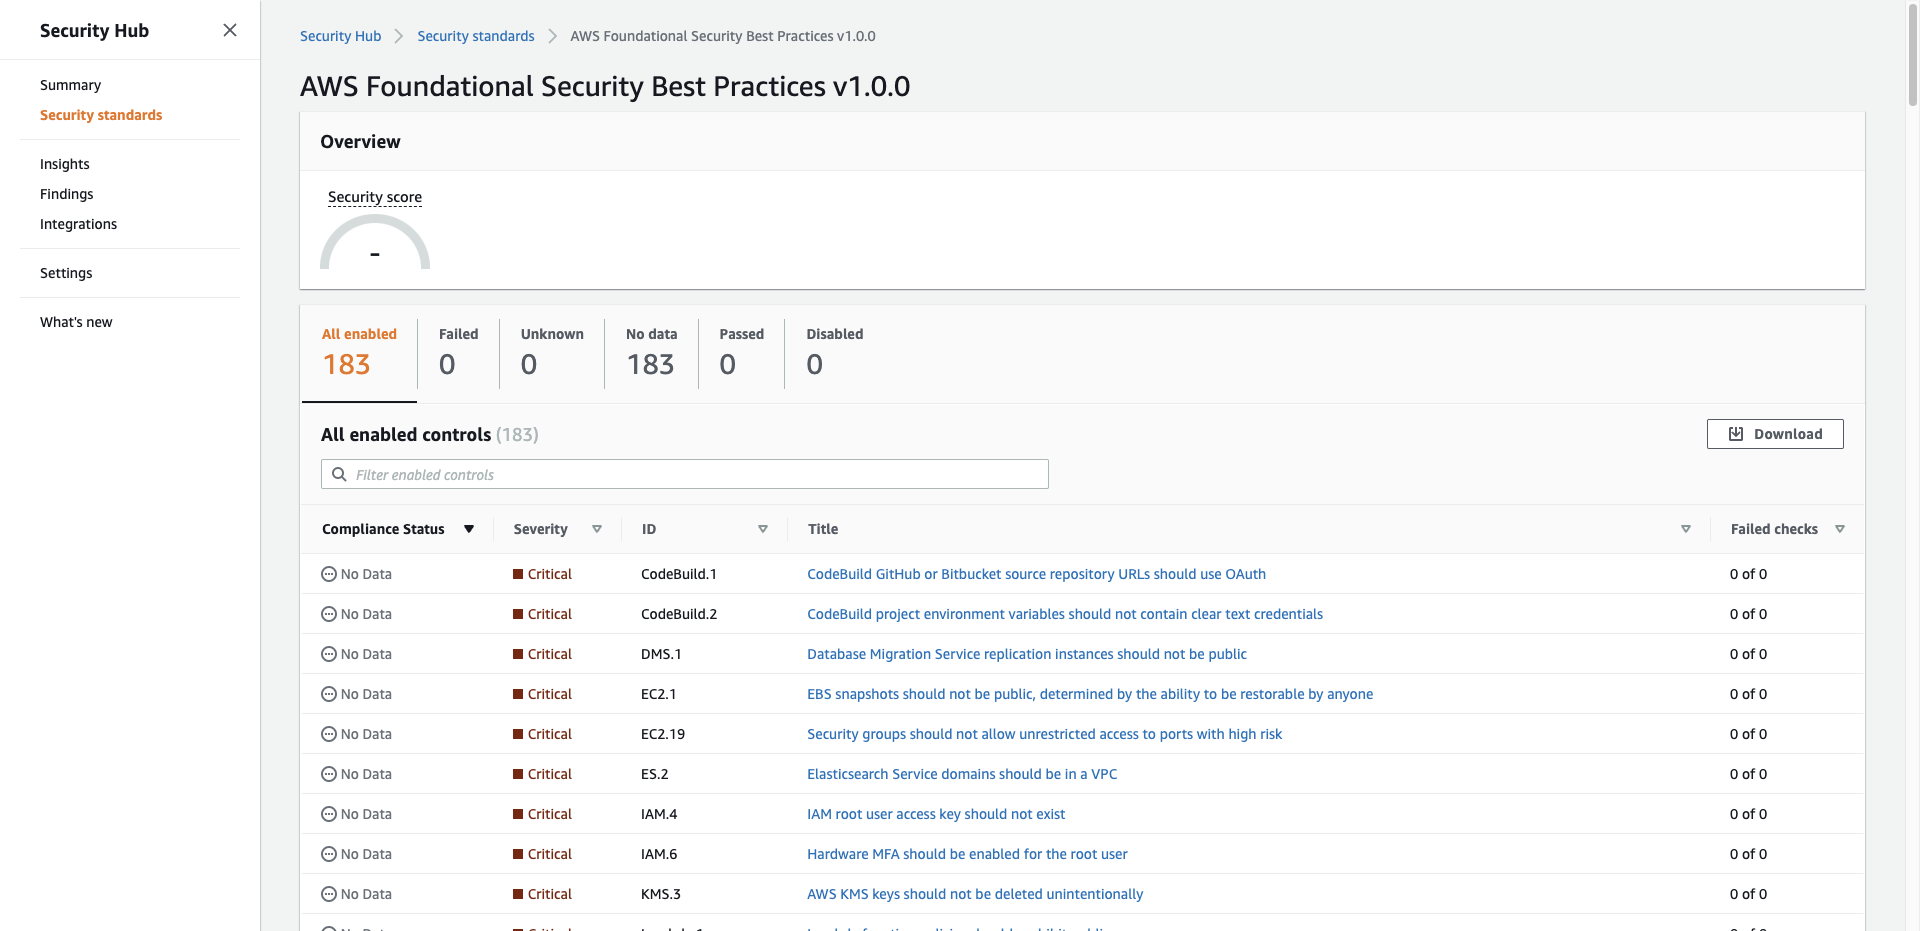 Security Hub
Summary
Security standards
Insights
Findings
Integrations
Settings
What's new
Security Hub Security standards AWS Foundational Security Best Practices v1.0.0
AWS Foundational Security Best Practices v1.0.0
Overview
Security score
-
All enabled Failed Unknown No data Passed Disabled
183 0 0 183 0 0
All enabled controls (183)
Download
Filter enabled controls
Compliance Status Severity ID Title Failed checks
No Data Critical CodeBuild.1 CodeBuild GitHub or Bitbucket source repository URLs should use OAuth 0 of 0
No Data Critical CodeBuild.2 CodeBuild project environment variables should not contain clear text credentials 0 of 0
No Data Critical DMS.1 Database Migration Service replication instances should not be public 0 of 0
No Data Critical EC2.1 EBS snapshots should not be public, determined by the ability to be restorable by anyone 0 of 0
No Data Critical EC2.19 Security groups should not allow unrestricted access to ports with high risk 0 of 0
No Data Critical ES.2 Elasticsearch Service domains should be in a VPC 0 of 0
No Data Critical IAM.4 IAM root user access key should not exist 0 of 0
No Data Critical IAM.6 Hardware MFA should be enabled for the root user 0 of 0
No Data Critical KMS.3 AWS KMS keys should not be deleted unintentionally 0 of 0